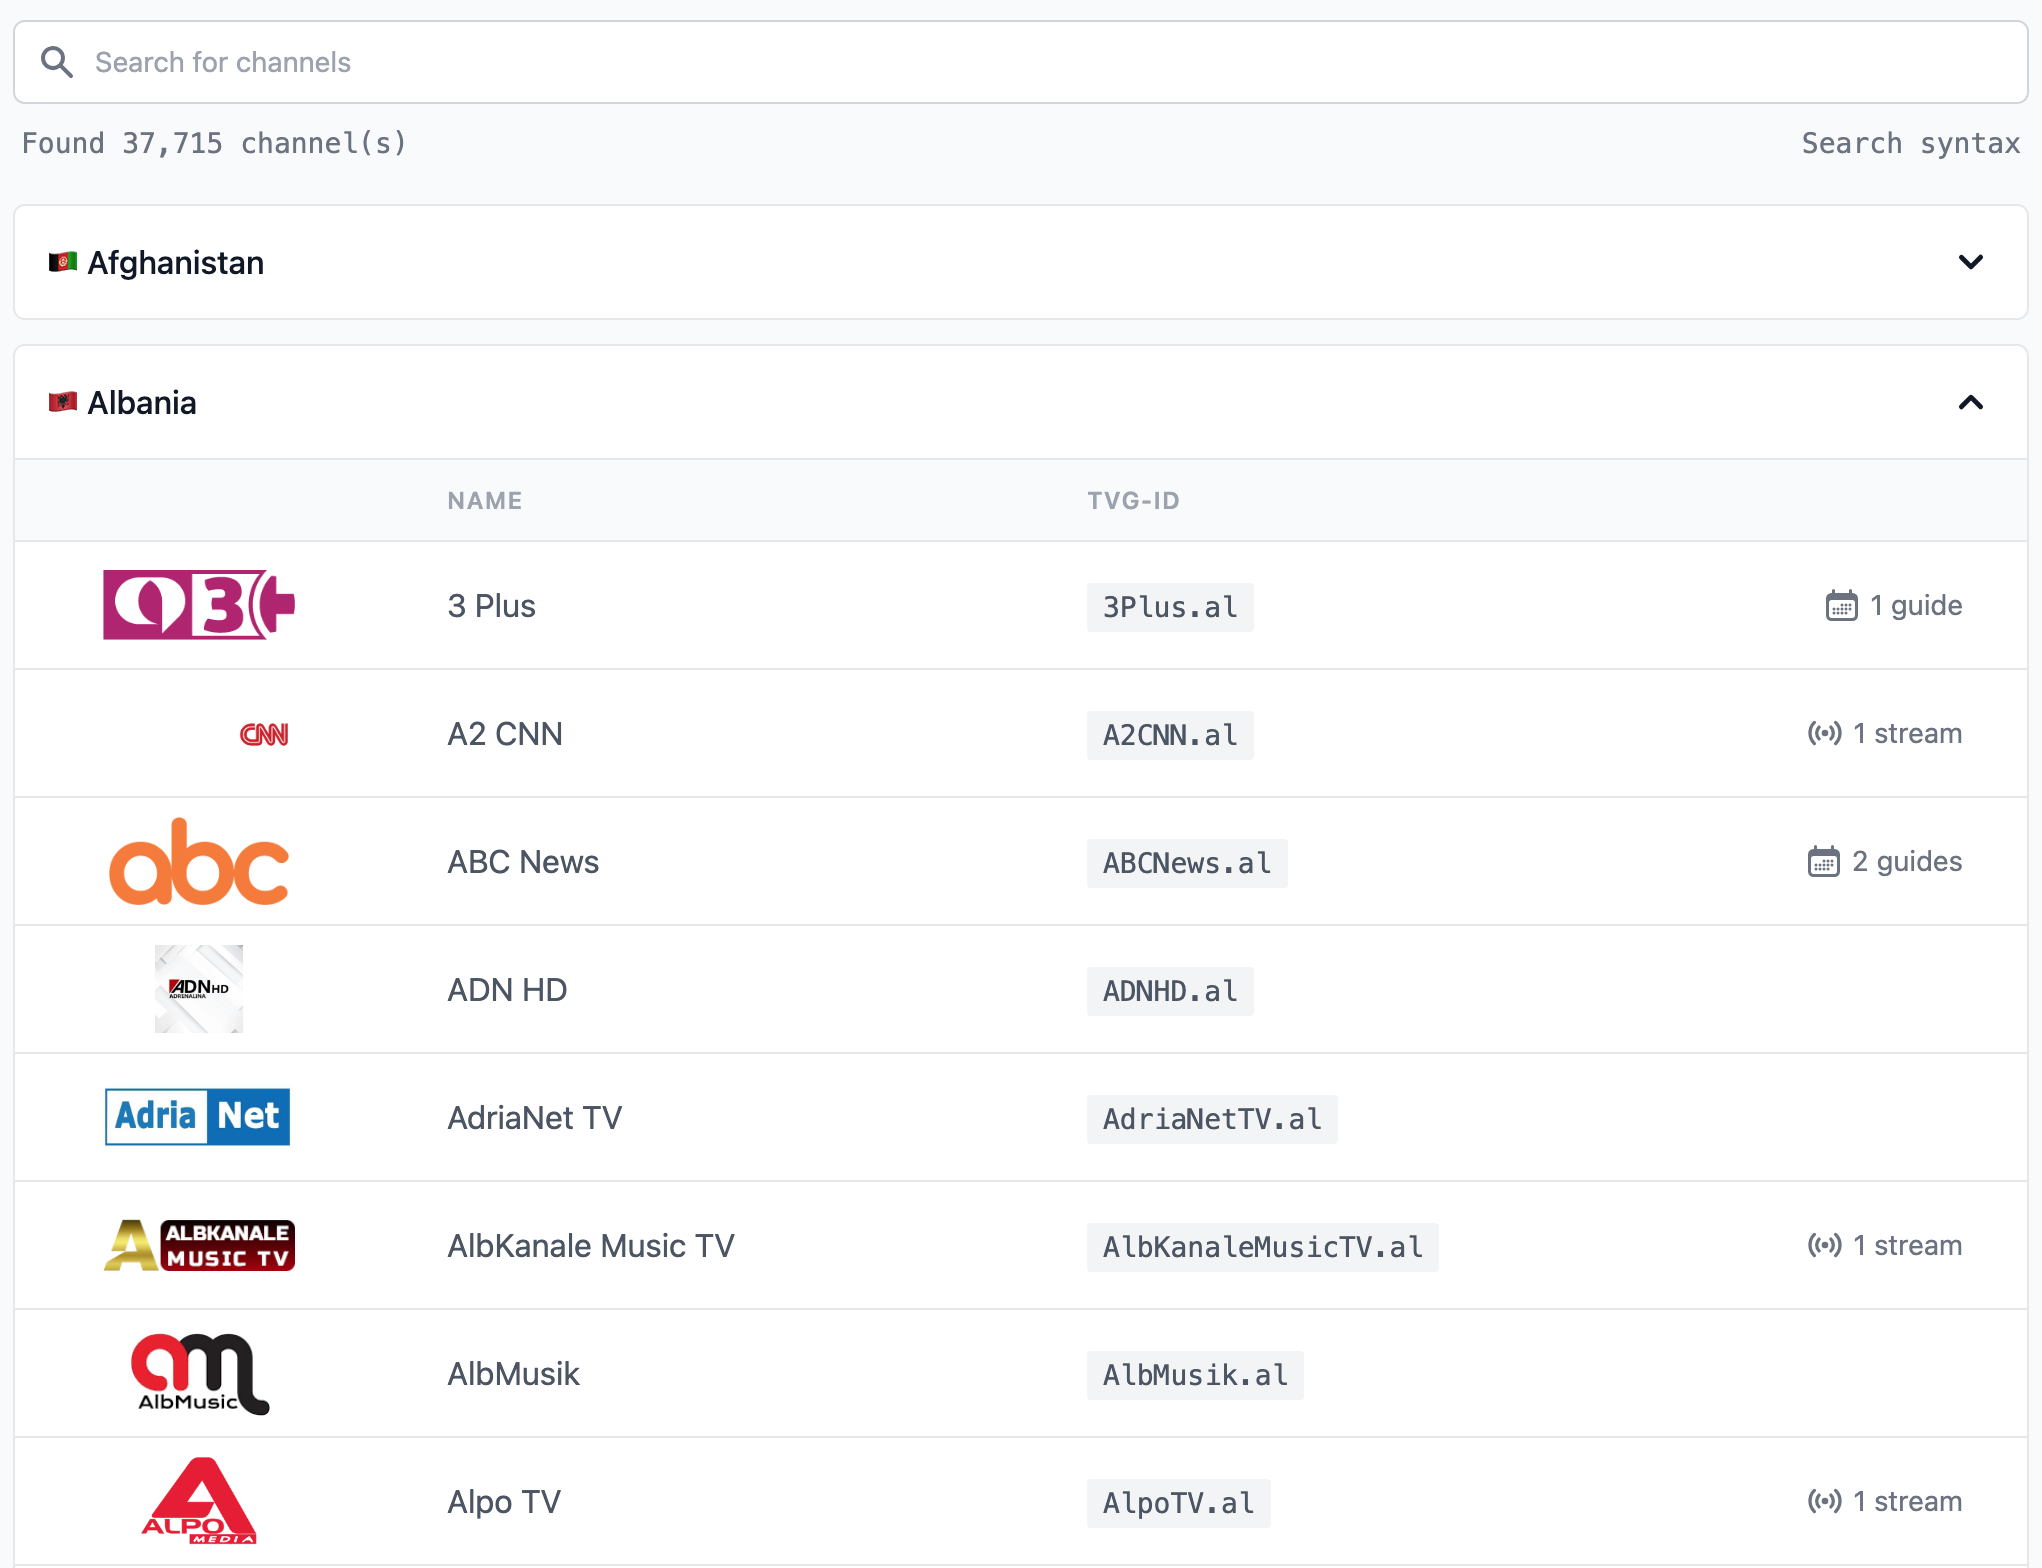 Search for channels
Found 37,715 channel(s)
Search syntax
Afghanistan
Albania
NAME
TVG-ID
3
3 Plus
3Plus.al
1 guide
CNN
A2 CNN
A2CNN.al
1 stream
abc
ABC News
ABCNews.al
2 guides
ADN HD
ADRENALINA
ADN HD
ADNHD.al
Adria Net
AdriaNet TV
AdriaNetTV.al
ALBKANALE
MUSIC TV
AlbKanale Music TV
AlbKanaleMusicTV.al
1 stream
am
AlbMusic
AlbMusik
AlbMusik.al
ALPO
MEDIA
Alpo TV
AlpoTV.al
1 stream